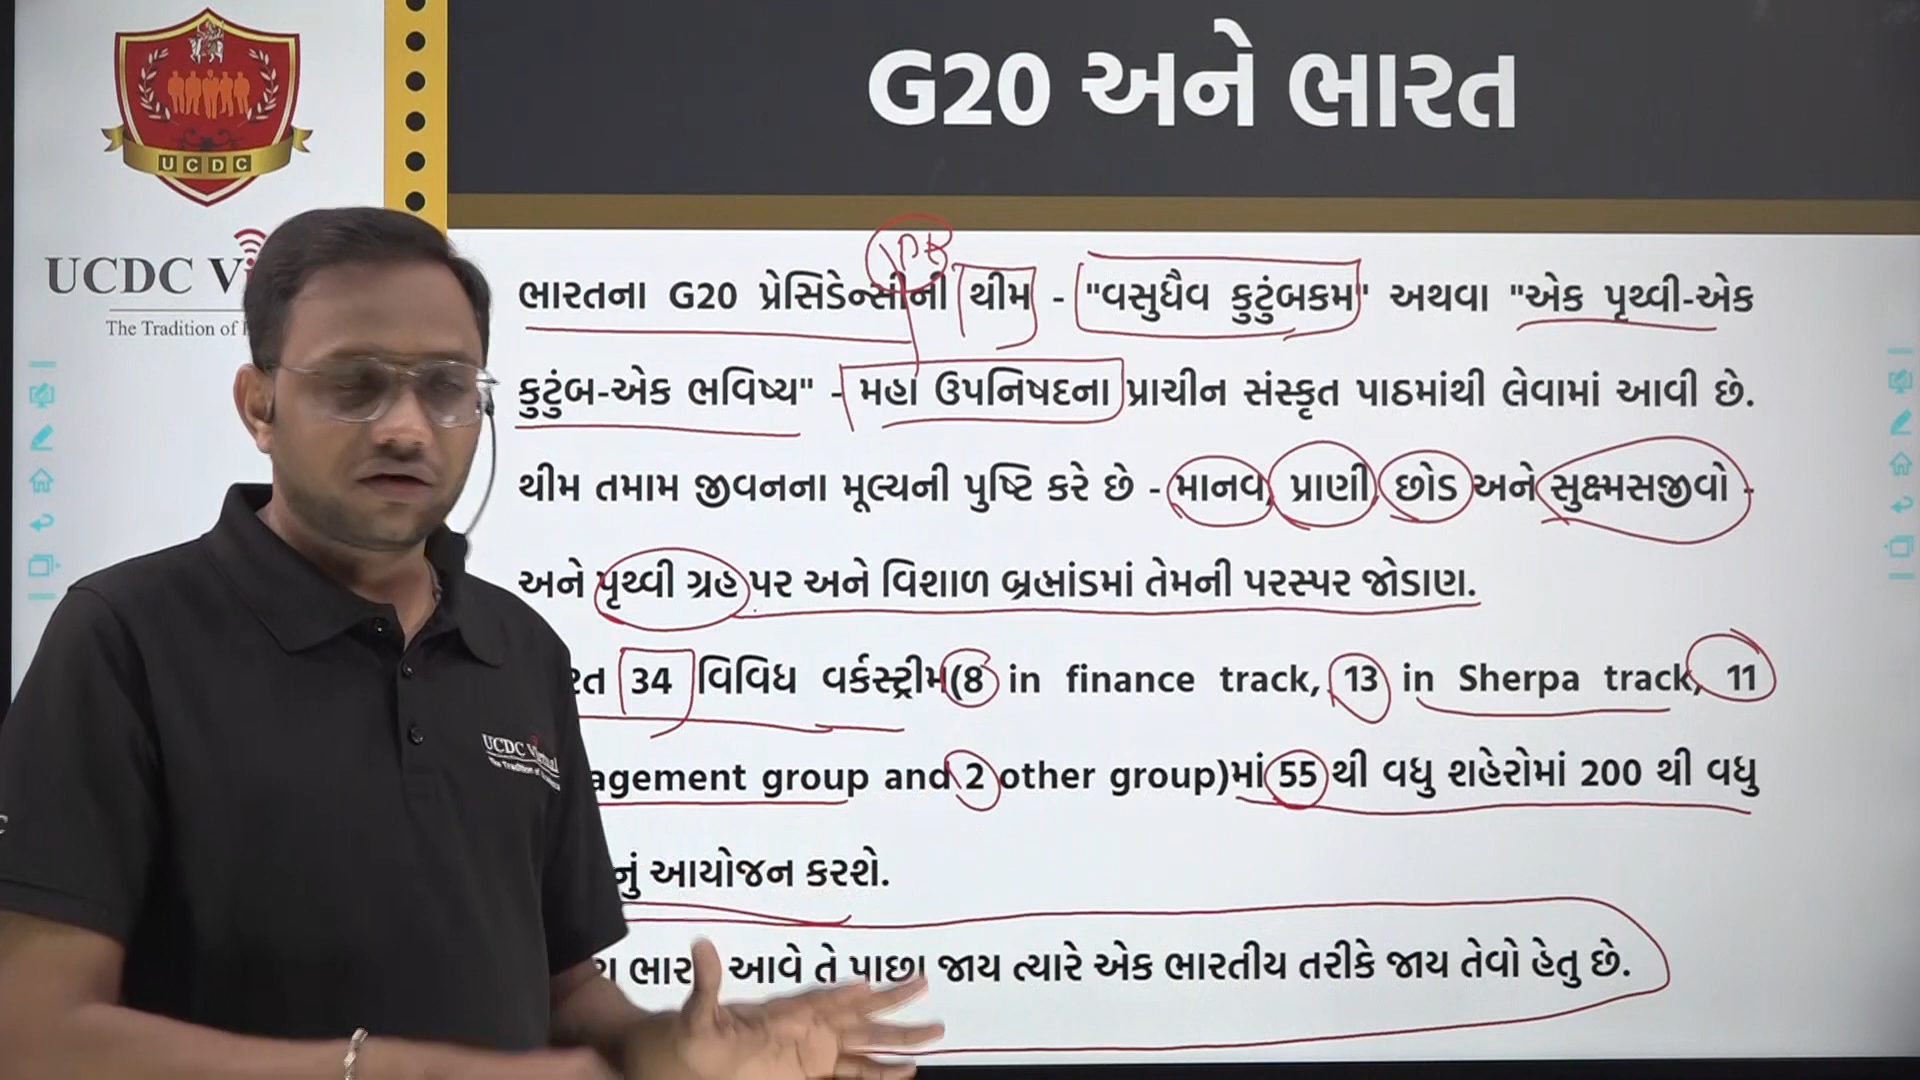 UCDC
G20 અને ભારત
UCDC
The Tradition of
ભારતના G20 પ્રેસિડેન્સીની થીમ - "વસુધૈવ કુટુંબકમ" અથવા "એક પૃથ્વી-એક
કુટુંબ-એક ભવિષ્ય" - મહા ઉપનિષદના પ્રાચીન સંસ્કૃત પાઠમાંથી લેવામાં આવી છે.
થીમ તમામ જીવનના મૂલ્યની પુષ્ટિ કરે છે - માનવ, પ્રાણી, છોડ અને સુક્ષ્મસજીવો -
અને પૃથ્વી ગ્રહ પર અને વિશાળ બ્રહ્માંડમાં તેમની પરસ્પર જોડાણ.
34 વિવિધ વર્કસ્ટ્રીમ(8 in finance track, 13 in Sherpa track, 11
agement group and 2 other group)માં 55 થી વધુ શહેરોમાં 200 થી વધુ
નું આયોજન કરશે.
આવે તે પાછા જાય ત્યારે એક ભારતીય તરીકે જાય તેવો હેતુ છે.
UCDC Virtual